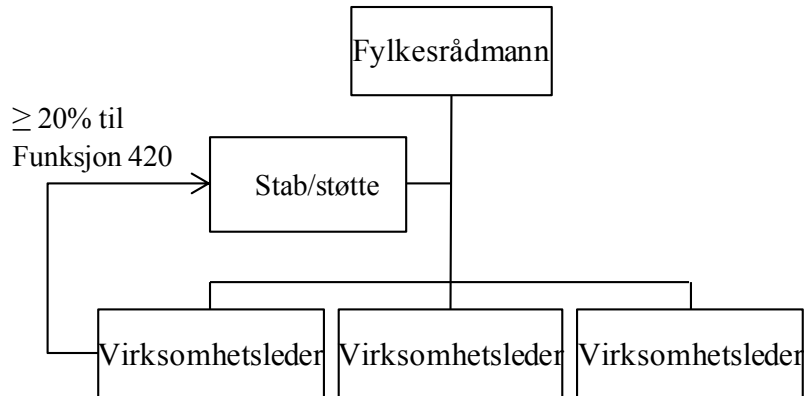 Fylkesrådmann
≥ 20% til
Funksjon 420
Stab/støtte
Virksomhetsleder
Virksomhetsleder
Virksomhetsleder